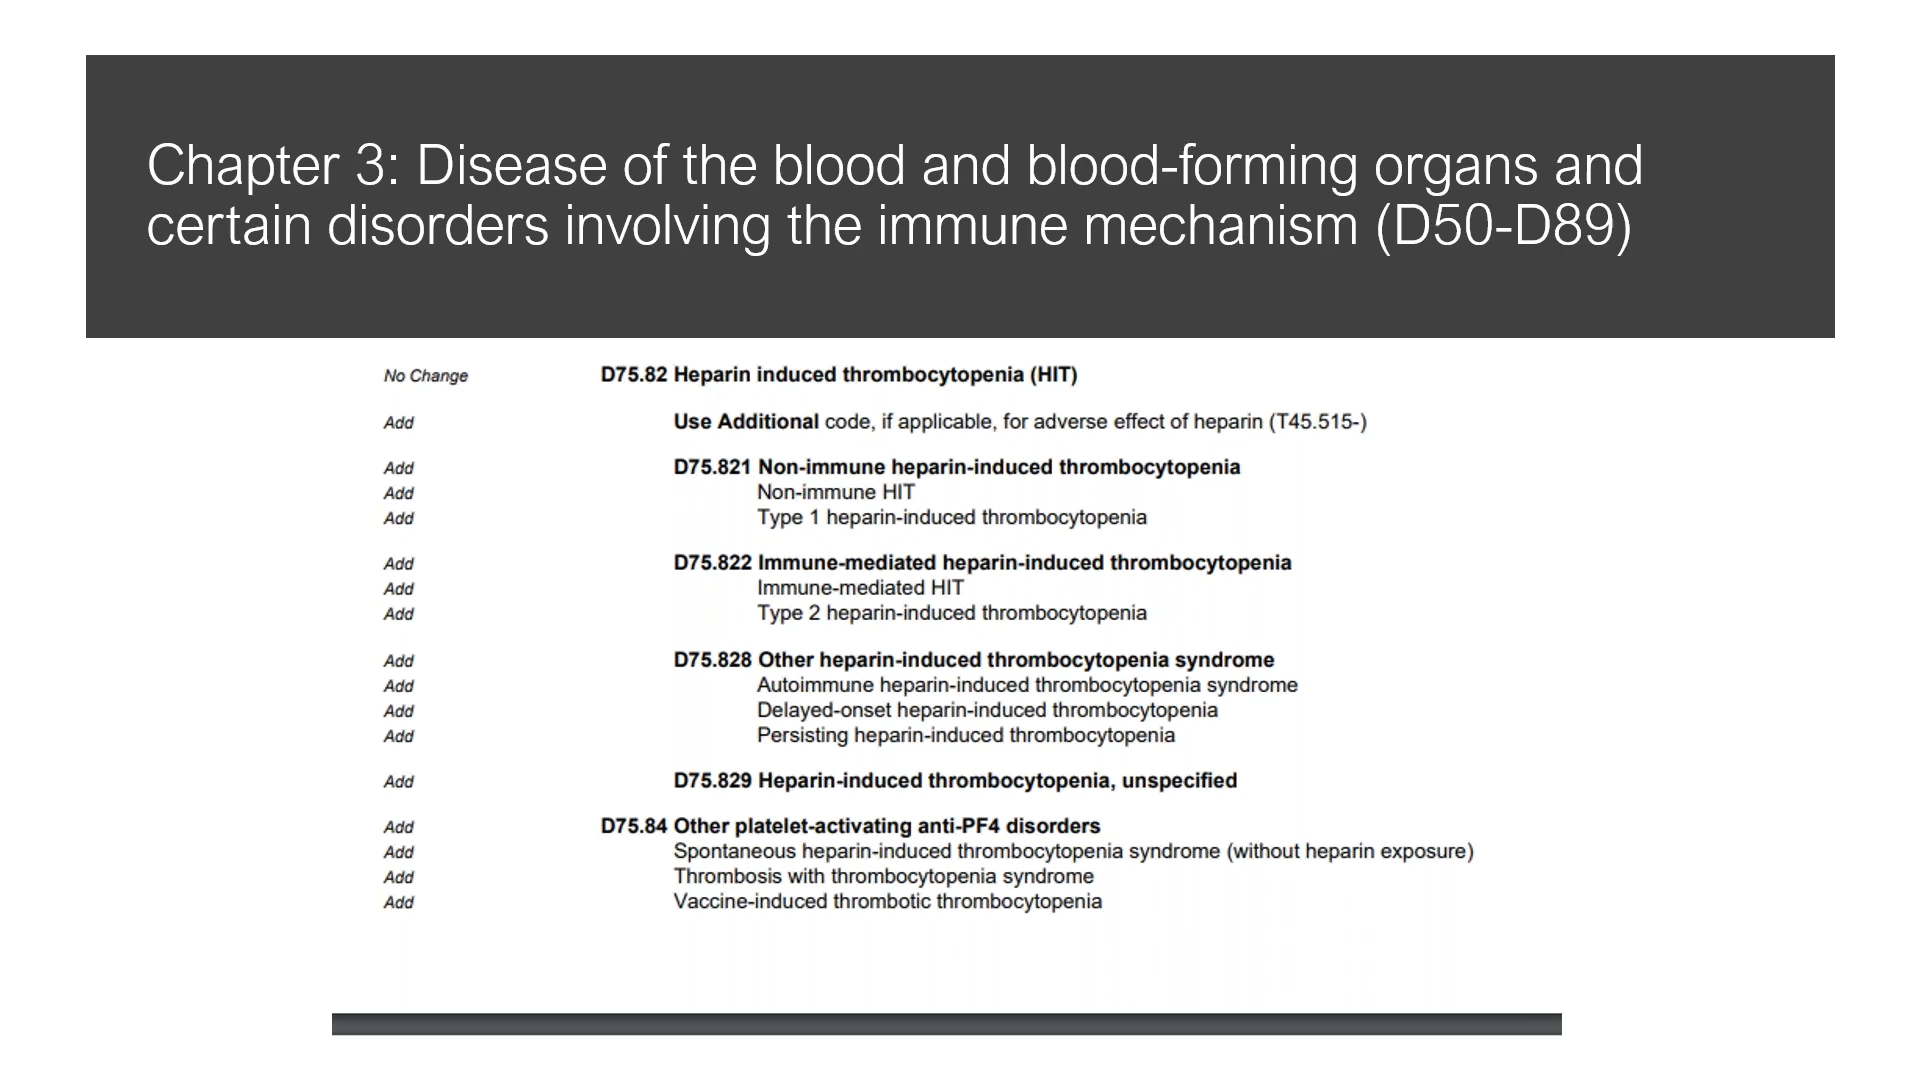 Chapter 3: Disease of the blood and blood-forming organs and
certain disorders involving the immune mechanism (D50-D89)
No Change D75.82 Heparin induced thrombocytopenia (HIT)
Add Use Additional code, if applicable, for adverse effect of heparin (T45.515-)
Add D75.821 Non-immune heparin-induced thrombocytopenia
Add Non-immune HIT
Add Type 1 heparin-induced thrombocytopenia
Add D75.822 Immune-mediated heparin-induced thrombocytopenia
Add Immune-mediated HIT
Add Type 2 heparin-induced thrombocytopenia
Add D75.828 Other heparin-induced thrombocytopenia syndrome
Add Autoimmune heparin-induced thrombocytopenia syndrome
Add Delayed-onset heparin-induced thrombocytopenia
Add Persisting heparin-induced thrombocytopenia
Add D75.829 Heparin-induced thrombocytopenia, unspecified
Add D75.84 Other platelet-activating anti-PF4 disorders
Add Spontaneous heparin-induced thrombocytopenia syndrome (without heparin exposure)
Add Thrombosis with thrombocytopenia syndrome
Add Vaccine-induced thrombotic thrombocytopenia